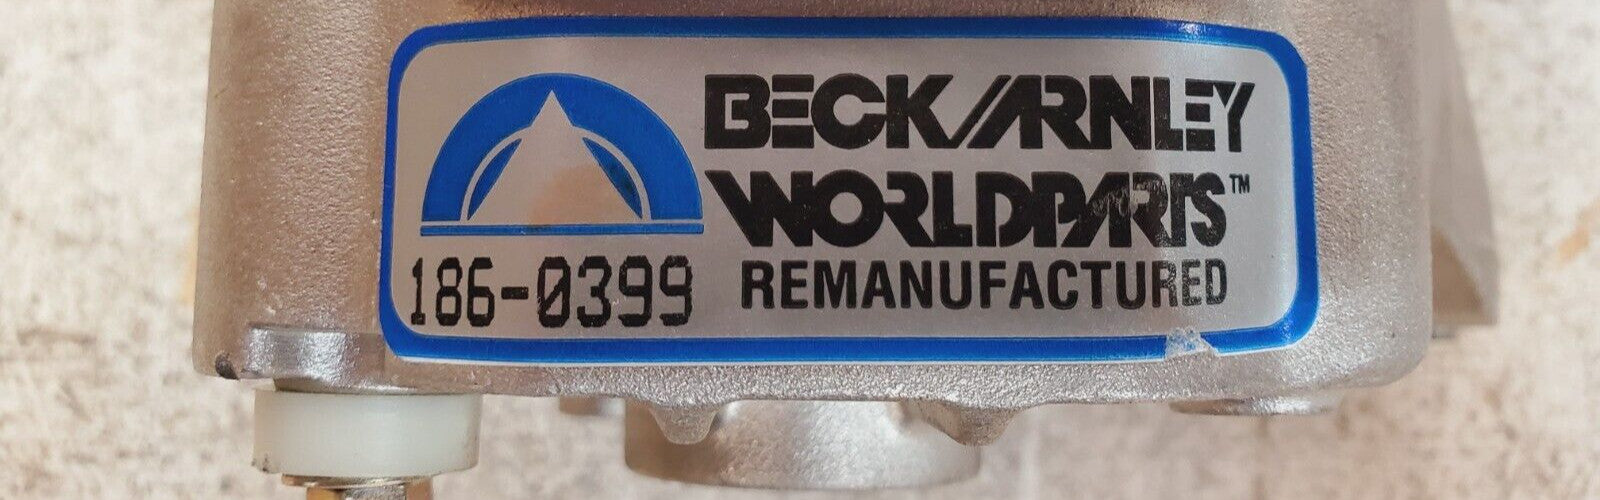 BECK/ARNLEY
WORLDPARTS™
186-0399
REMANUFACTURED